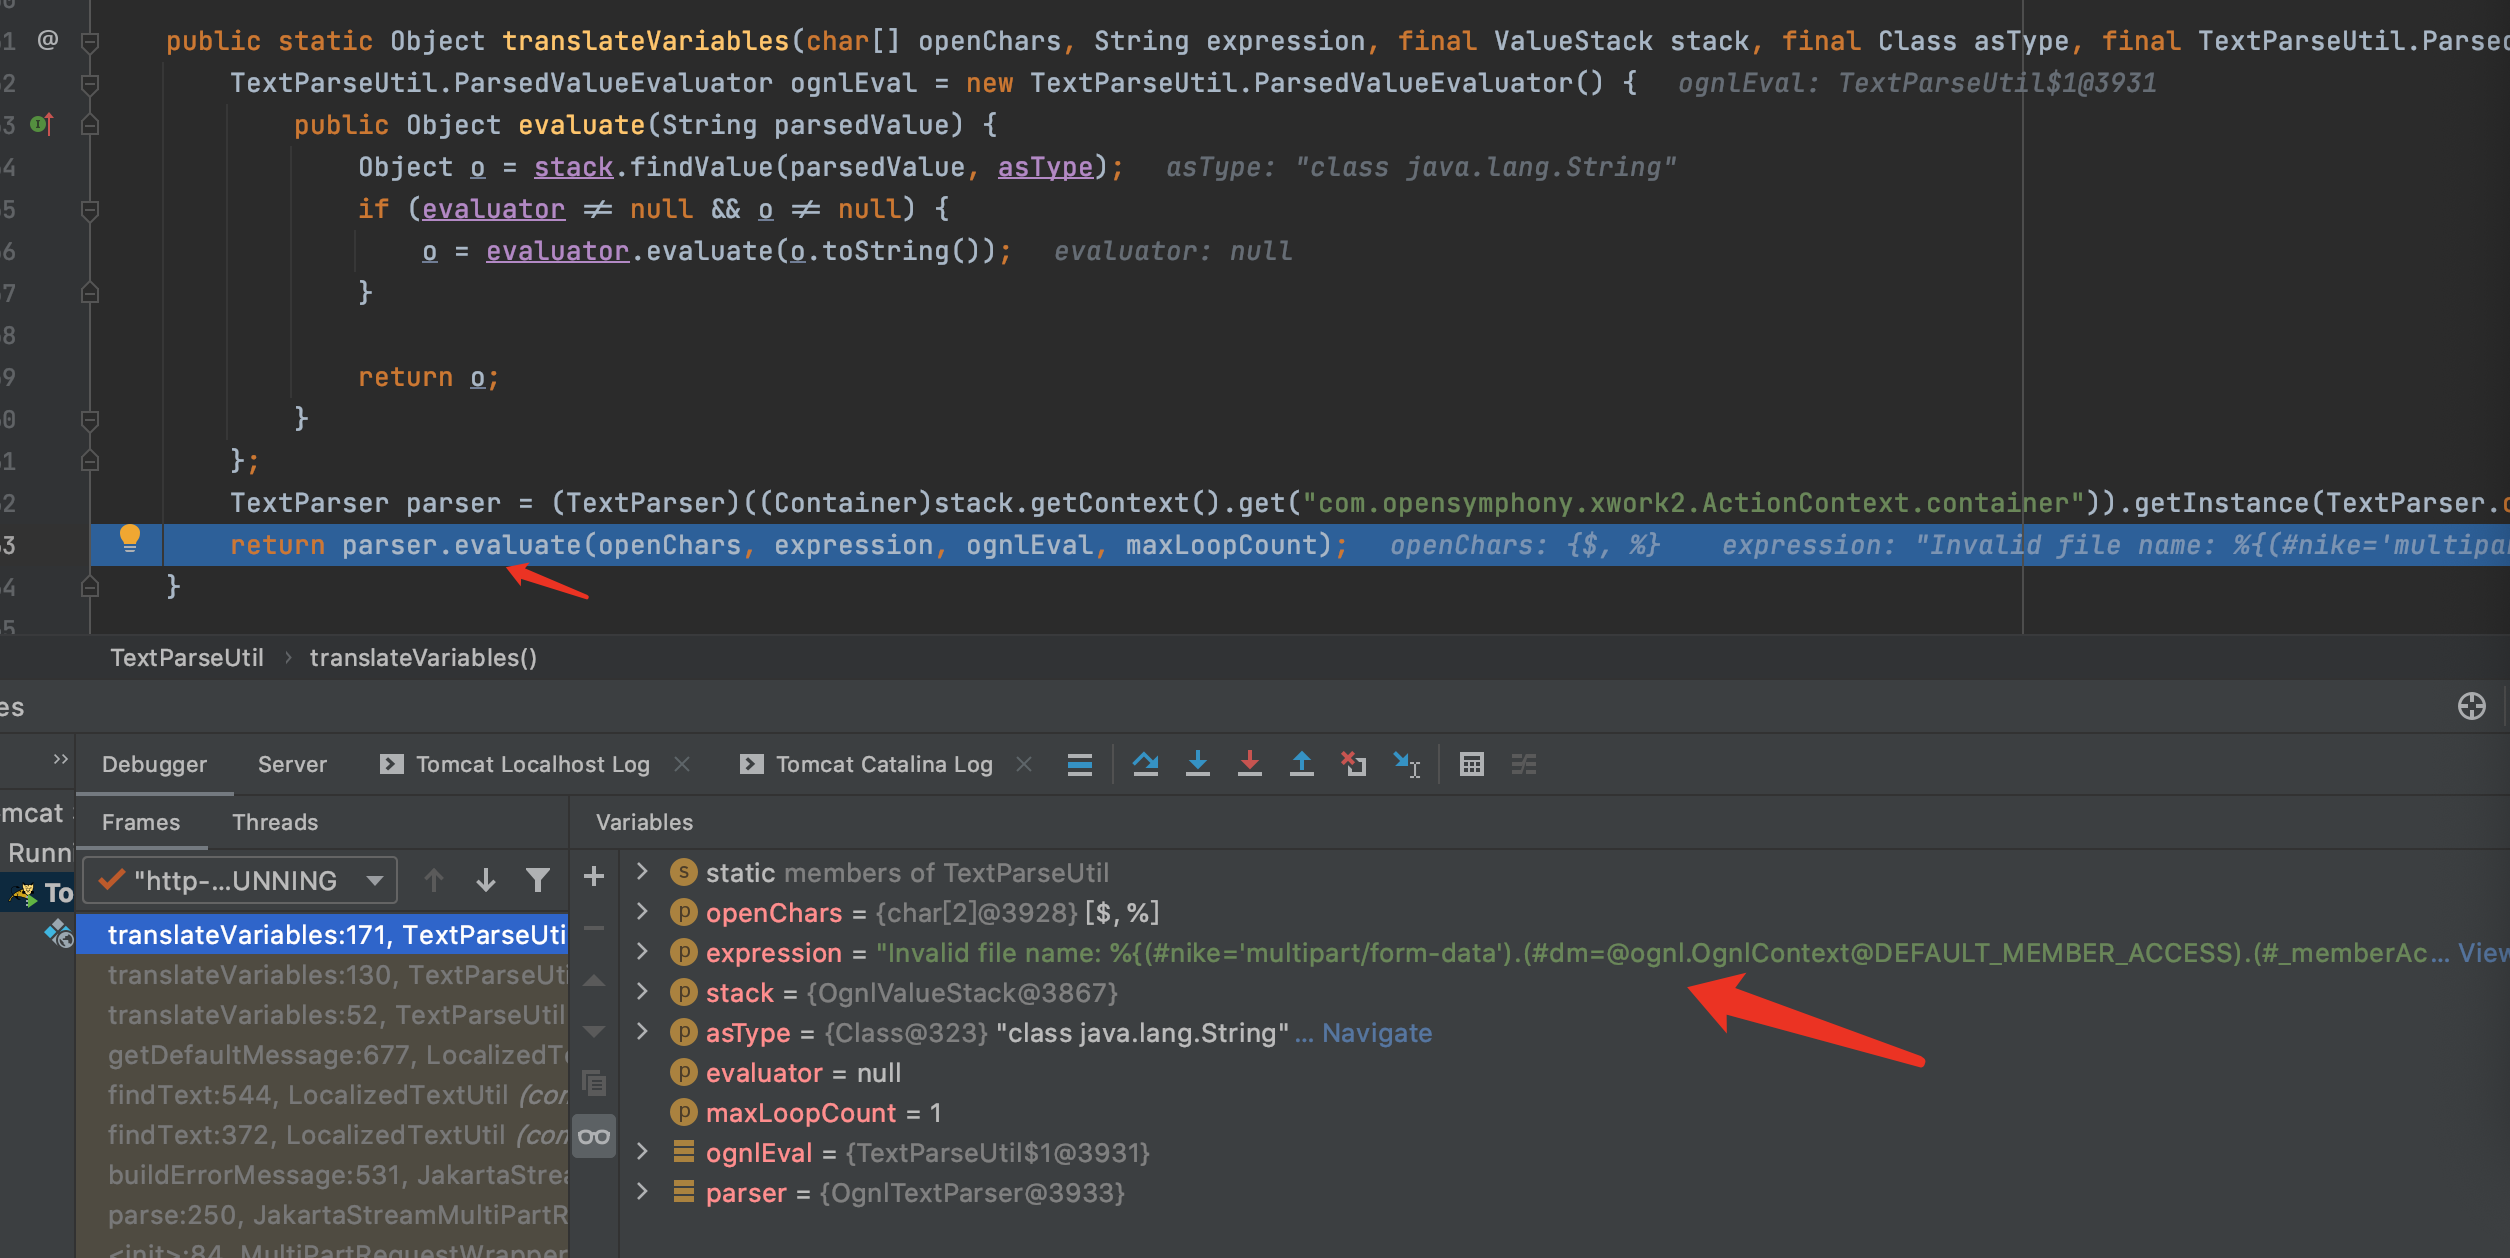 1 @ public static Object translateVariables(char[] openChars, String expression, final ValueStack stack, final Class asType, final TextParseUtil.Parsed
2 TextParseUtil.ParsedValueEvaluator ognlEval = new TextParseUtil.ParsedValueEvaluator() { ognlEval: TextParseUtil$1@3931
3 public Object evaluate(String parsedValue) {
4 Object o = stack.findValue(parsedValue, asType); asType: "class java.lang.String"
5 if (evaluator ≠ null && o ≠ null) {
6 o = evaluator.evaluate(o.toString()); evaluator: null
7 }
8
9 return o;
0 }
1 };
2 TextParser parser = (TextParser)((Container)stack.getContext().get("com.opensymphony.xwork2.ActionContext.container")).getInstance(TextParser.
3 return parser.evaluate(openChars, expression, ognlEval, maxLoopCount); openChars: {$, %} expression: "Invalid file name: %{(#nike='multipa
4 }
5
TextParseUtil › translateVariables()
es
» Debugger Server Tomcat Localhost Log × Tomcat Catalina Log ×
mcat Frames Threads Variables
Runn
To
"http-...UNNING
translateVariables:171, TextParseUti
translateVariables:130, TextParseUti
translateVariables:52, TextParseUtil
getDefaultMessage:677, LocalizedT
findText:544, LocalizedTextUtil (con
findText:372, LocalizedTextUtil (con
buildErrorMessage:531, JakartaStrea
parse:250, JakartaStreamMultiPartR
<init>:84, MultiPartRequestWrapper
static members of TextParseUtil
openChars = {char[2]@3928} [$, %]
expression = "Invalid file name: %{(#nike='multipart/form-data').(#dm=@ognl.OgnlContext@DEFAULT_MEMBER_ACCESS).(#_memberAc... View
stack = {OgnlValueStack@3867}
asType = {Class@323} "class java.lang.String" ... Navigate
evaluator = null
maxLoopCount = 1
ognlEval = {TextParseUtil$1@3931}
parser = {OgnlTextParser@3933}